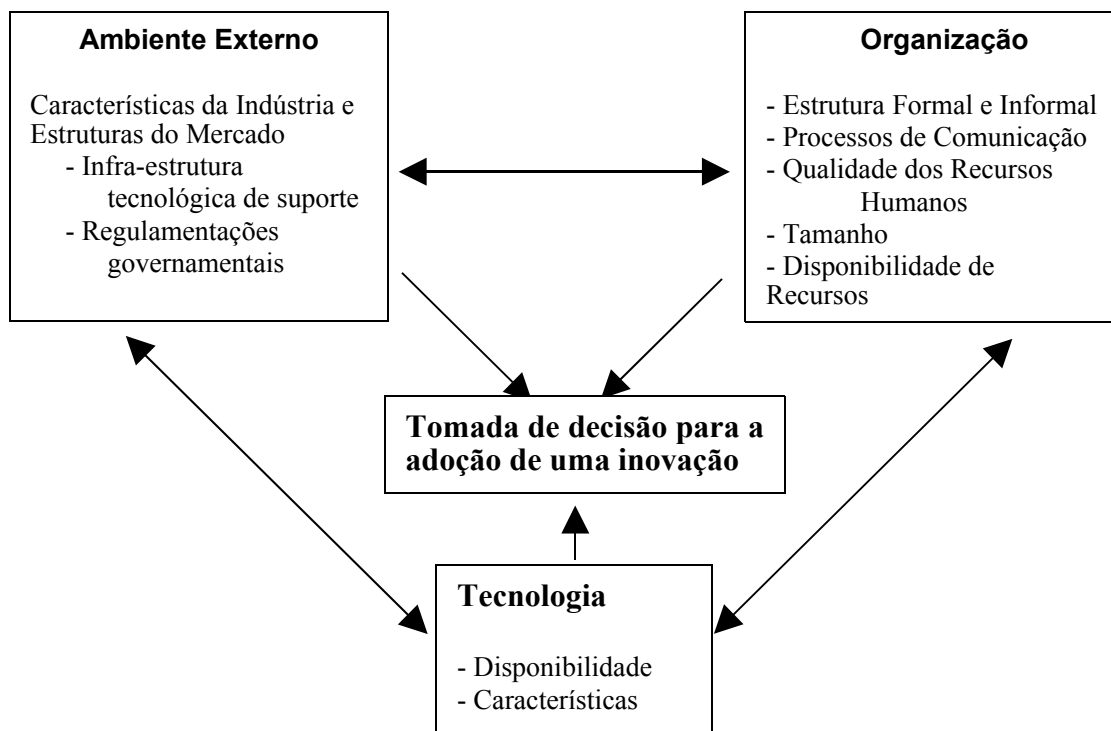 Ambiente Externo
Características da Indústria e
Estruturas do Mercado
- Infra-estrutura
tecnológica de suporte
- Regulamentações
governamentais
Organização
- Estrutura Formal e Informal
- Processos de Comunicação
- Qualidade dos Recursos
Humanos
- Tamanho
- Disponibilidade de
Recursos
Tomada de decisão para a
adoção de uma inovação
Tecnologia
- Disponibilidade
- Características